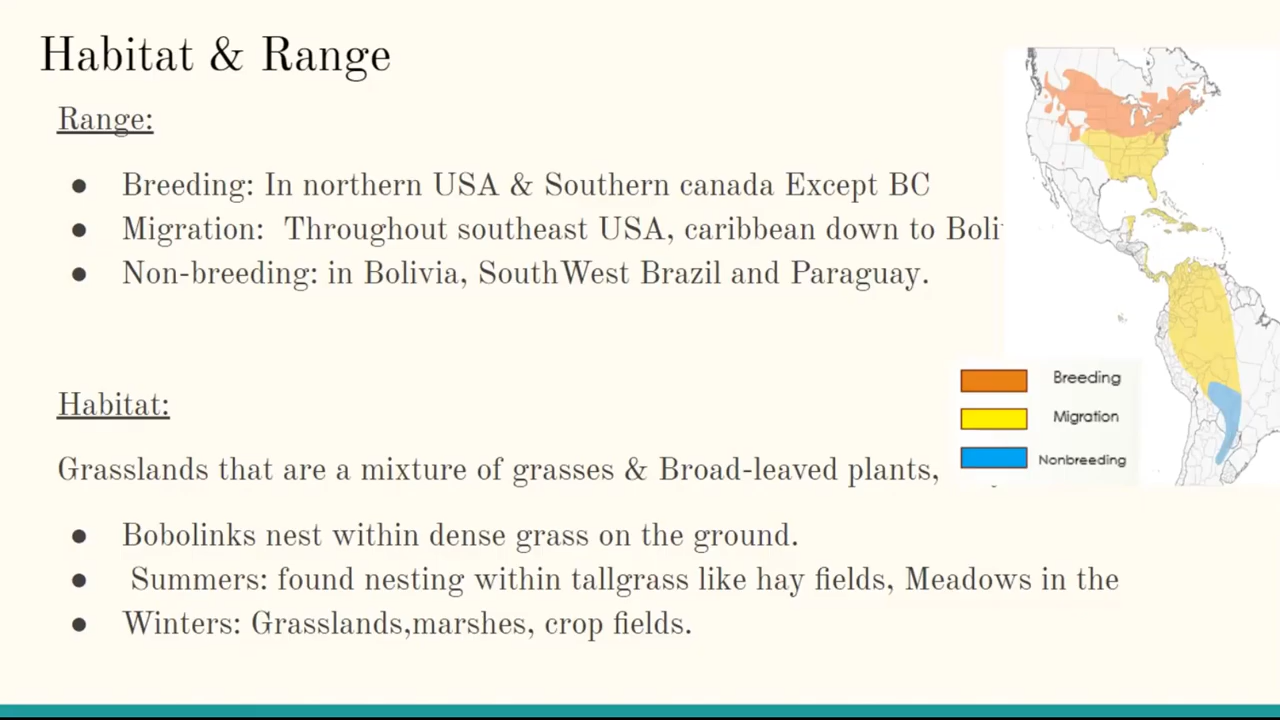 Habitat & Range
Range:
● Breeding: In northern USA & Southern canada Except BC
● Migration: Throughout southeast USA, caribbean down to
● Non-breeding: in Bolivia, SouthWest Brazil and Paraguay.
Breeding
Migration
Nonbreeding
Habitat:
Grasslands that are a mixture of grasses & Broad-leaved plants,
● Bobolinks nest within dense grass on the ground.
● Summers: found nesting within tallgrass like hay fields, Meadows in the
● Winters: Grasslands,marshes, crop fields.